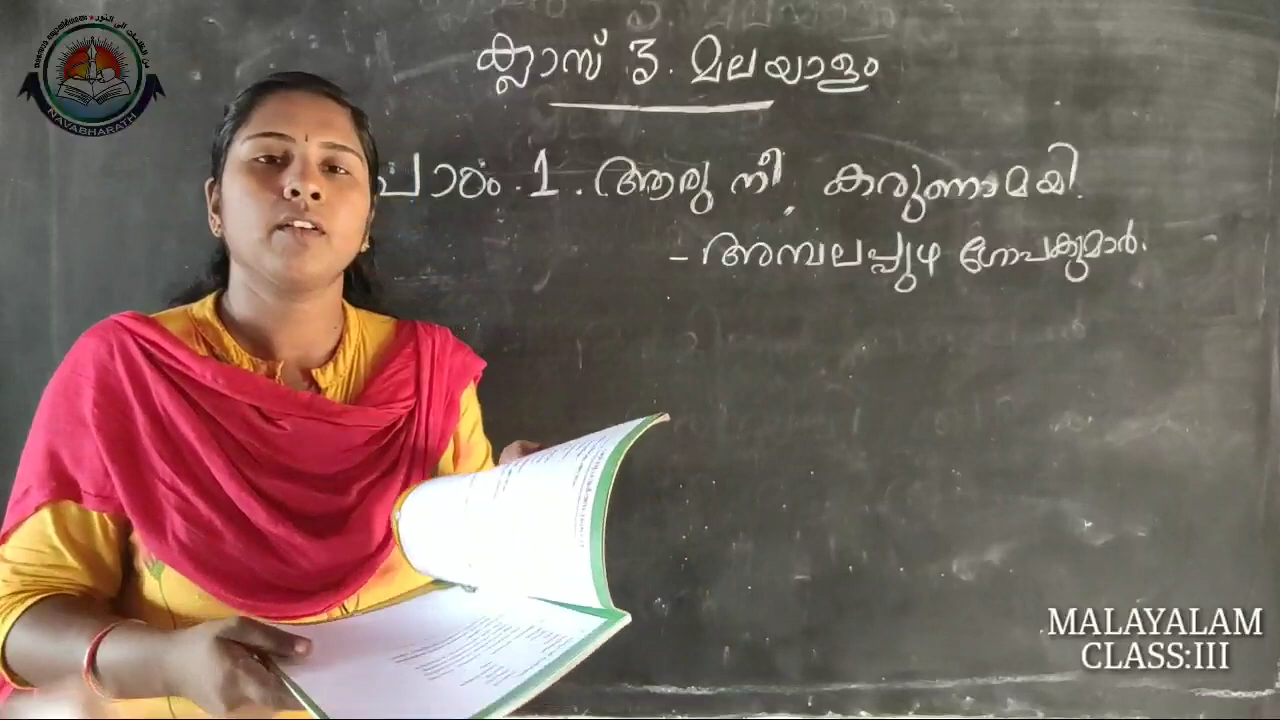 NAVABHARATH
ക്ലാസ് 3. മലയാളം
പാഠം . 1 . ആരു നീ, കരുണാമയി.
- അമ്പലപ്പുഴ ഗോപകുമാർ.
MALAYALAM
CLASS:III